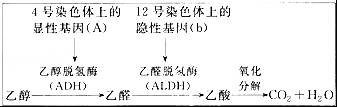 4号染色体上的 12号染色体上的
显性基因(A) 隐性基因(b)
乙醇脱氢酶 乙醛脱氢酶 氧化
(ADH) (ALDH) 分解
乙醇 乙醛 乙酸 CO₂+H₂O